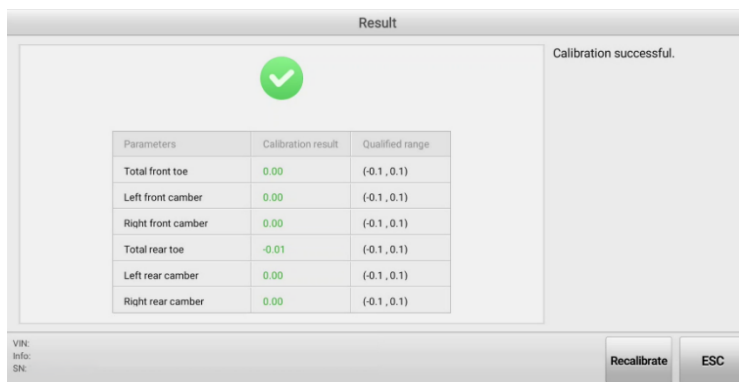 Result
Calibration successful.
Parameters Calibration result Qualified range
Total front toe 0.00 (-0.1 , 0.1)
Left front camber 0.00 (-0.1 , 0.1)
Right front camber 0.00 (-0.1 , 0.1)
Total rear toe -0.01 (-0.1 , 0.1)
Left rear camber 0.00 (-0.1 , 0.1)
Right rear camber 0.00 (-0.1 , 0.1)
VIN:
Info:
SN:
Recalibrate ESC